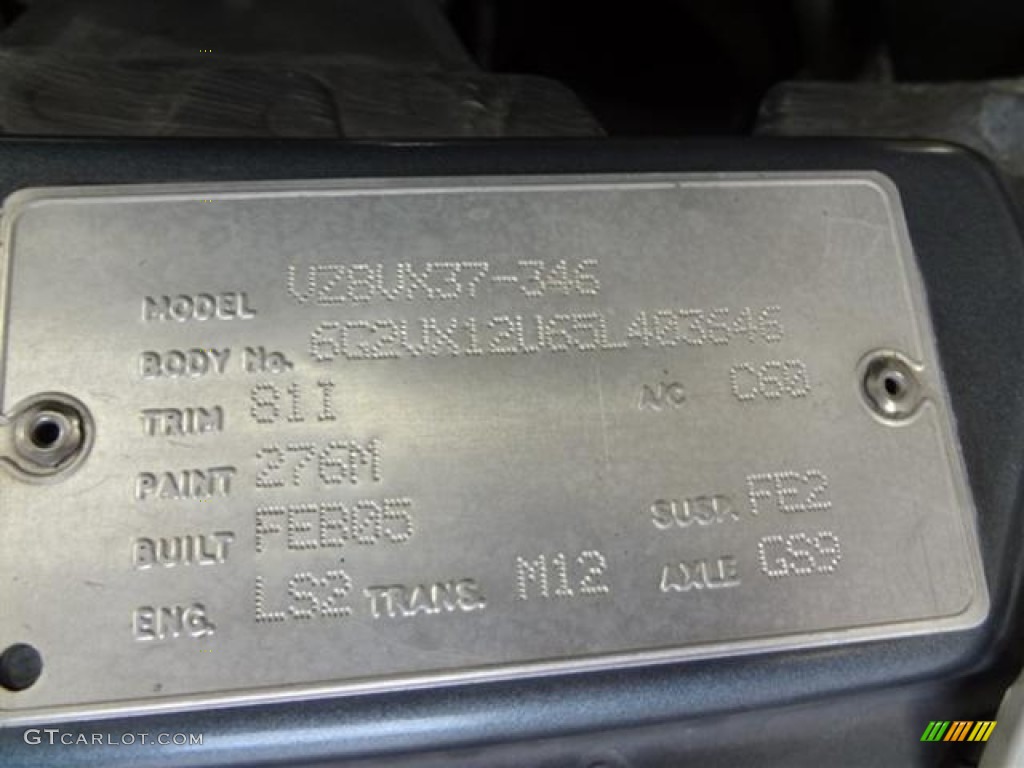 MODEL VZ8VX37-346
BODY No. 6G2VX12U65L403646
TRIM 81I A/C C60
PAINT 276M
BUILT FEB05 SUSP. FE2
ENG. LS2 TRANS. M12 AXLE GS9
GTCARLOT.COM